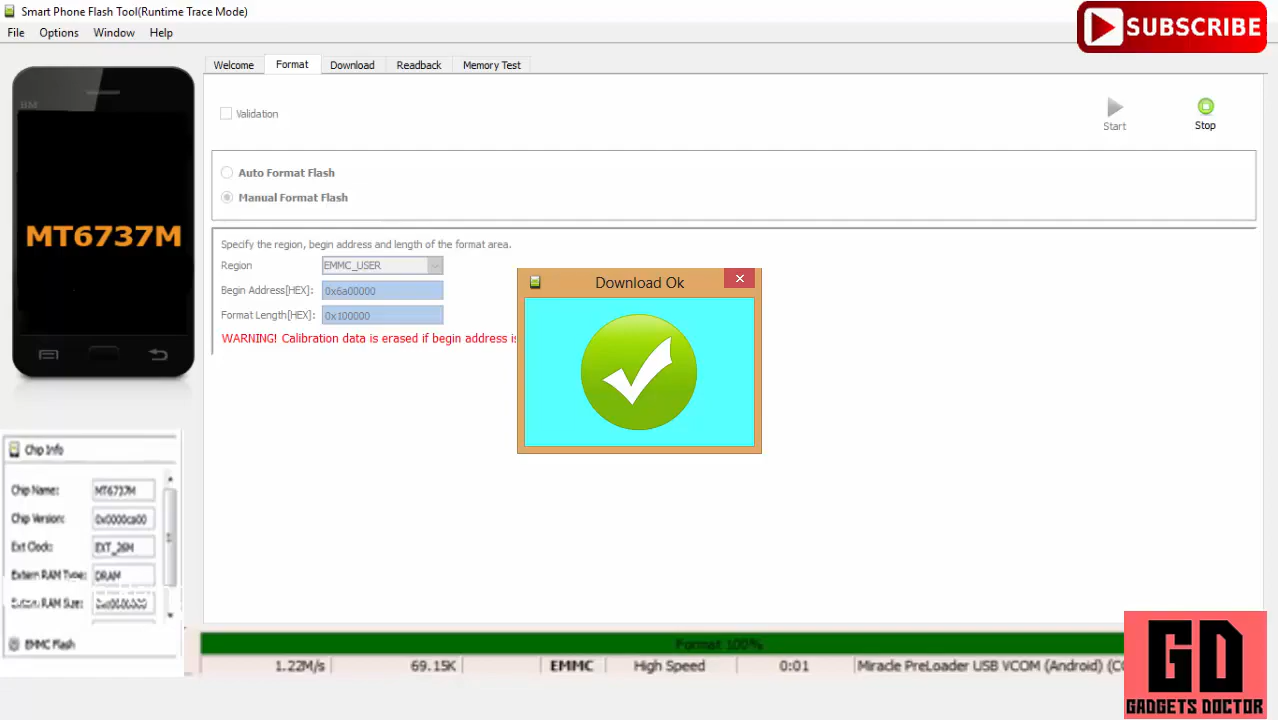 Smart Phone Flash Tool(Runtime Trace Mode)
File Options Window Help
SUBSCRIBE
Welcome Format Download Readback Memory Test
Validation
Start
Stop
BM
MT6737M
Auto Format Flash
Manual Format Flash
Specify the region, begin address and length of the format area.
Region EMMC_USER
Begin Address[HEX]: 0x6a00000
Format Length[HEX]: 0x100000
WARNING! Calibration data is erased if begin address is
Download Ok
Chip Info
Chip Name: MT6737M
Chip Version: 0x0000ca00
Ext Clock: EXT_26M
Extern RAM Type: DRAM
Extern RAM Size:
EMMC Flash
Format 100%
1.22M/s 69.15K EMMC High Speed 0:01 Miracle PreLoader USB VCOM (Android) (CO
GD
GADGETS DOCTOR